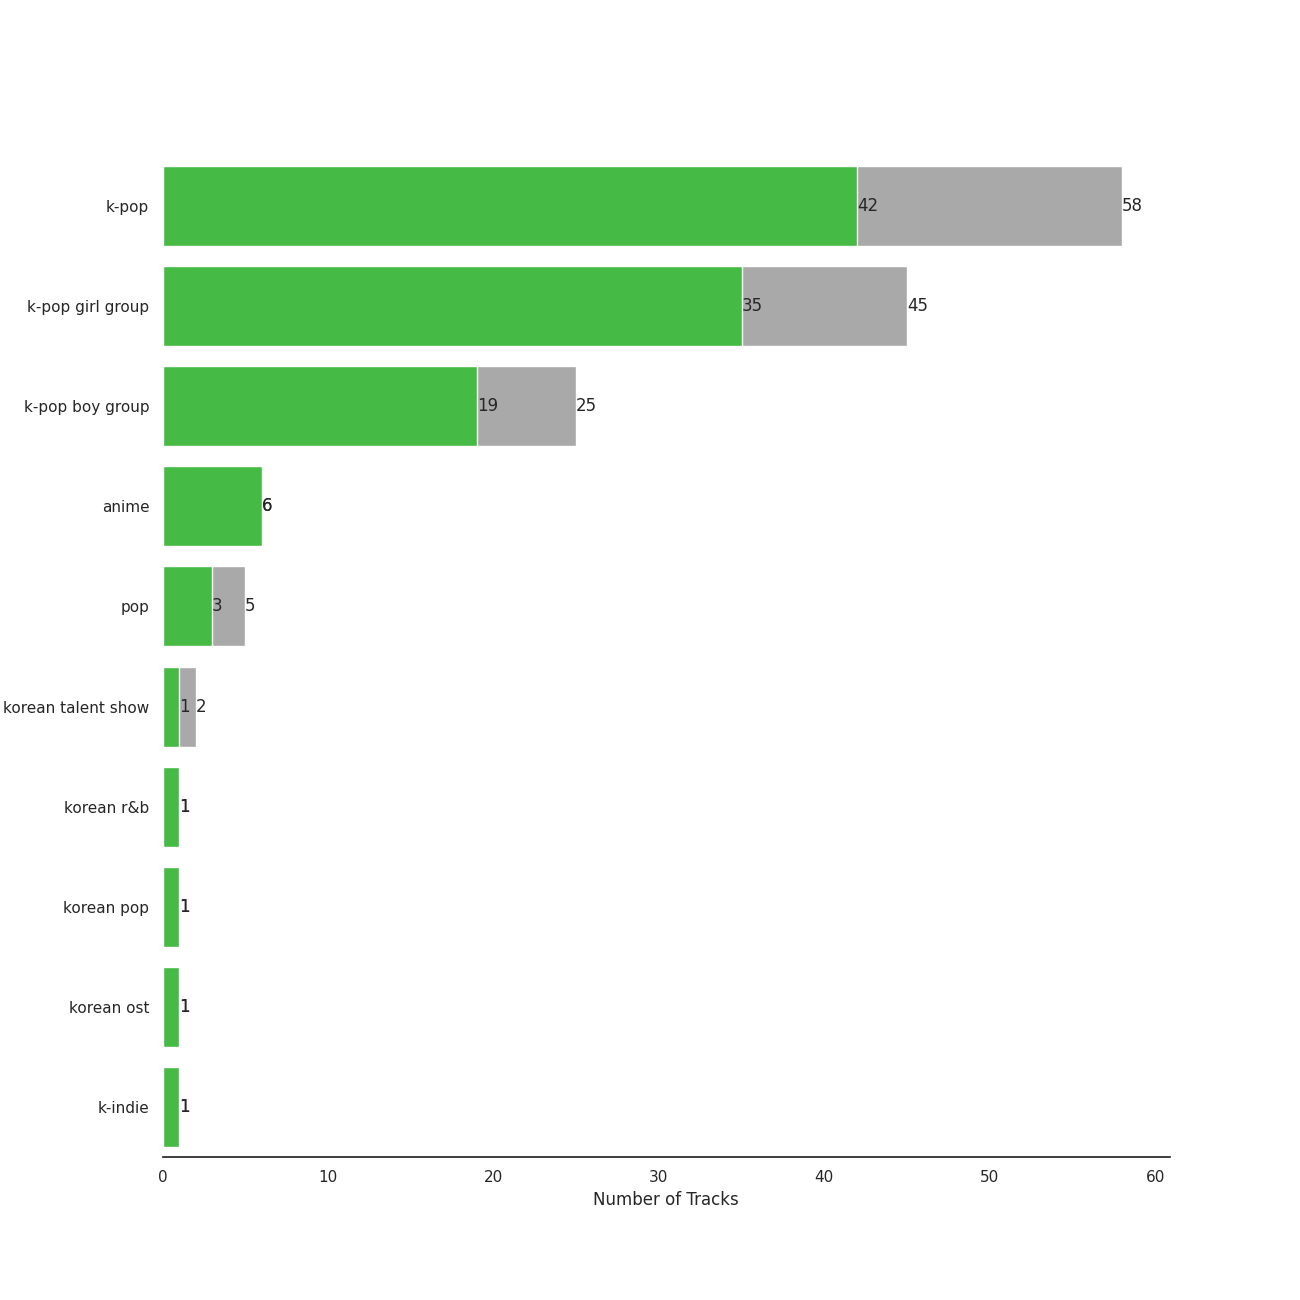 k-pop 42 58
k-pop girl group 35 45
k-pop boy group 19 25
anime 6
pop 3 5
korean talent show 1 2
korean r&b 1
korean pop 1
korean ost 1
k-indie 1
0 10 20 30 40 50 60
Number of Tracks